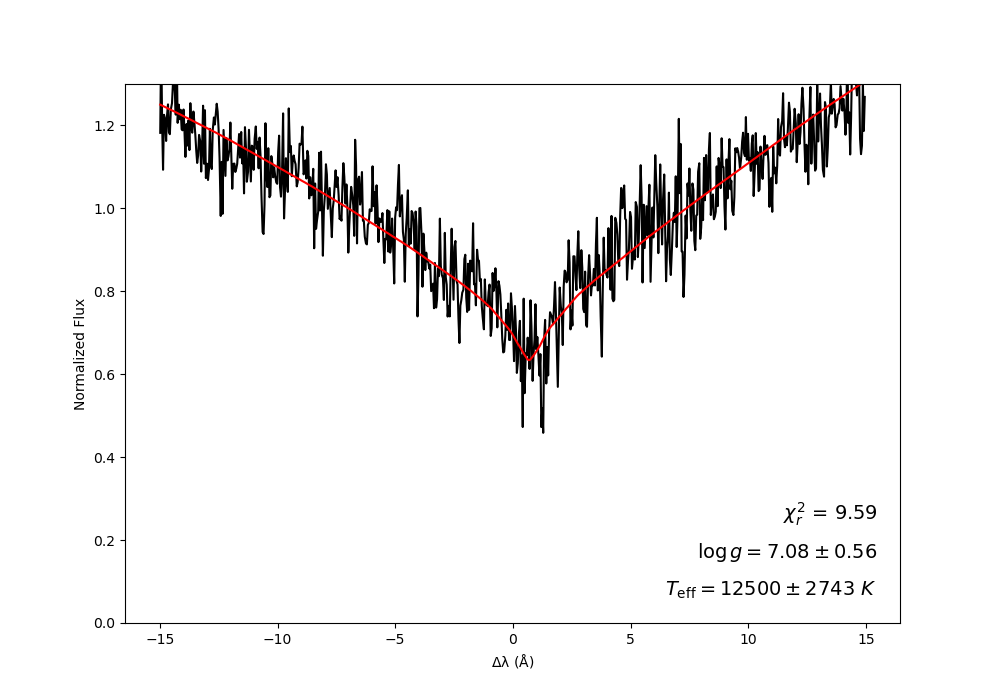 1.2
1.0
0.8
0.6
0.4
0.2
0.0
Normalized Flux
χ²ᵣ = 9.59
log g = 7.08 ± 0.56
T_eff = 12500 ± 2743 K
−15 −10 −5 0 5 10 15
Δλ (Å)